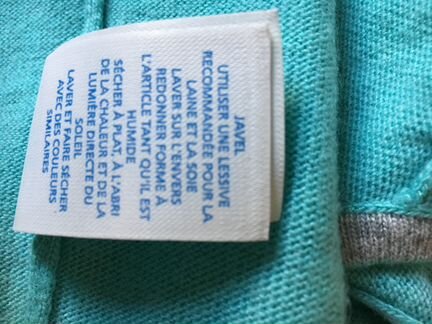 JAVEL
UTILISER UNE LESSIVE
RECOMMANDÉE POUR LA
LAINE ET LA SOIE
LAVER SUR L'ENVERS
REDONNER FORME À
L'ARTICLE TANT QU'IL EST
HUMIDE
SÉCHER À PLAT, À L'ABRI
DE LA CHALEUR ET DE LA
LUMIÈRE DIRECTE DU
SOLEIL
LAVER ET FAIRE SÉCHER
AVEC DES COULEURS
SIMILAIRES